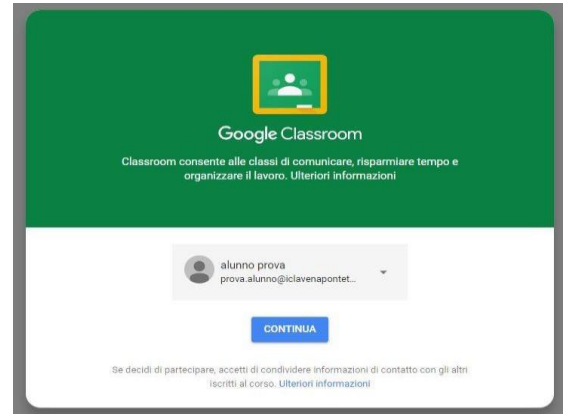 Google Classroom
Classroom consente alle classi di comunicare, risparmiare tempo e
organizzare il lavoro. Ulteriori informazioni
alunno prova
prova.alunno@iclavenapontet...
CONTINUA
Se decidi di partecipare, accetti di condividere informazioni di contatto con gli altri
iscritti al corso. Ulteriori informazioni